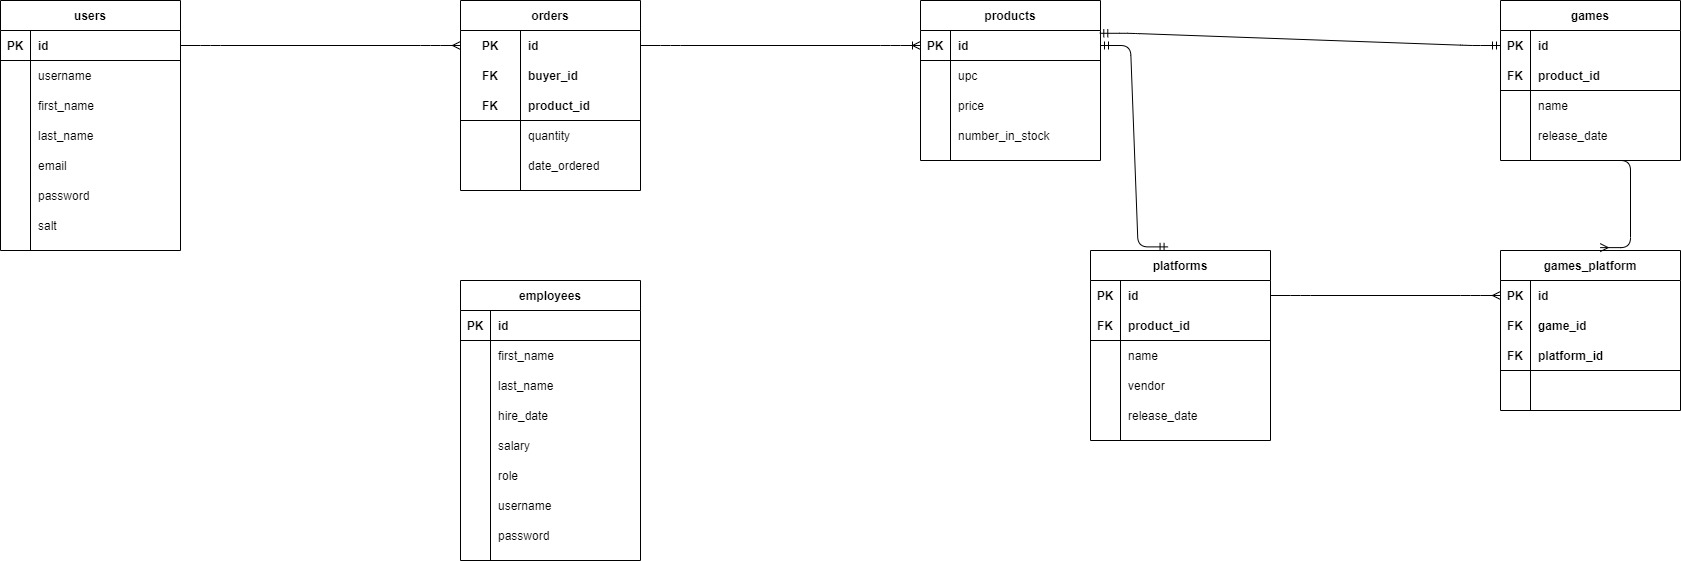 users
PK id
username
first_name
last_name
email
password
salt
orders
PK id
FK buyer_id
FK product_id
quantity
date_ordered
products
PK id
upc
price
number_in_stock
games
PK id
FK product_id
name
release_date
employees
PK id
first_name
last_name
hire_date
salary
role
username
password
platforms
PK id
FK product_id
name
vendor
release_date
games_platform
PK id
FK game_id
FK platform_id